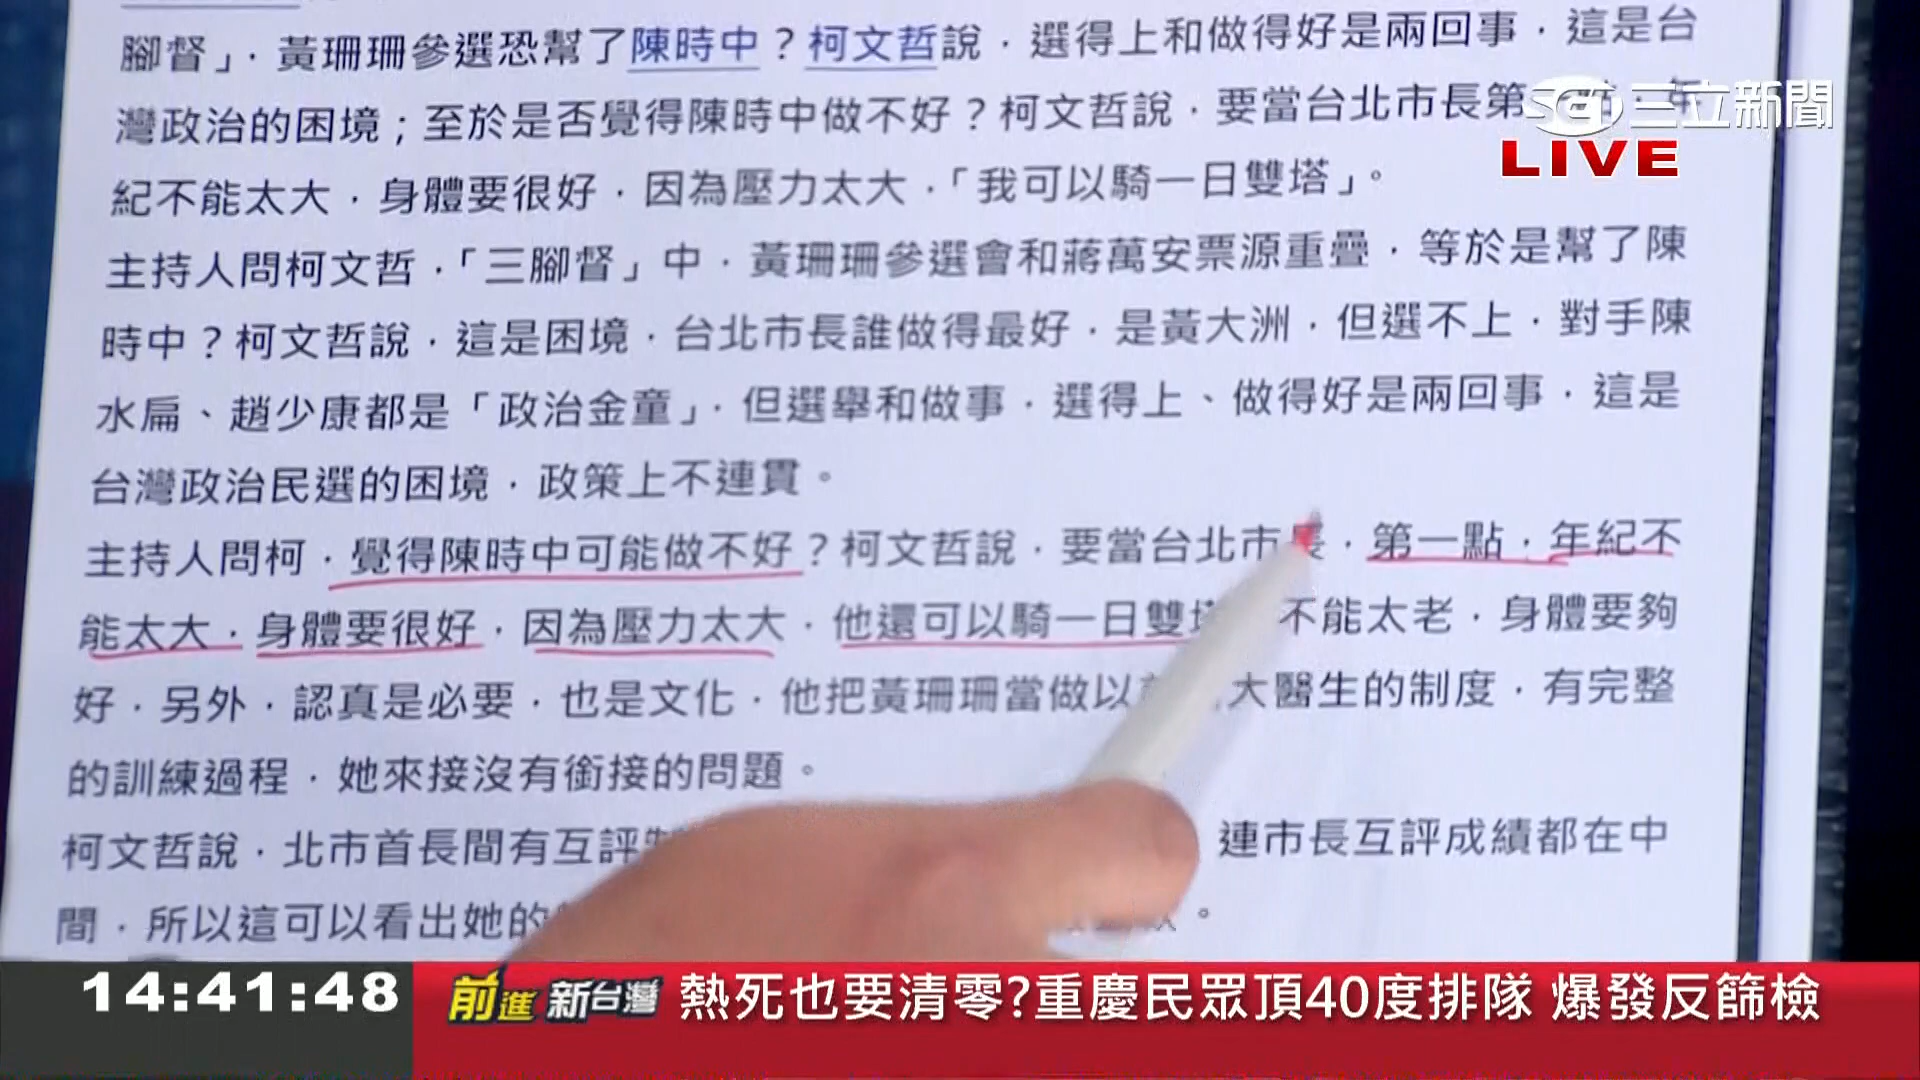 腳督」，黃珊珊參選恐幫了陳時中？柯文哲說，選得上和做得好是兩回事，這是台
灣政治的困境；至於是否覺得陳時中做不好？柯文哲說，要當台北市長第
三立新聞
LIVE
紀不能太大，身體要很好，因為壓力太大，「我可以騎一日雙塔」。
主持人問柯文哲，「三腳督」中，黃珊珊參選會和蔣萬安票源重疊，等於是幫了陳
時中？柯文哲說，這是困境，台北市長誰做得最好，是黃大洲，但選不上，對手陳
水扁、趙少康都是「政治金童」，但選舉和做事，選得上、做得好是兩回事，這是
台灣政治民選的困境，政策上不連貫。
主持人問柯，覺得陳時中可能做不好？柯文哲說，要當台北市長，第一點，年紀不
能太大，身體要很好，因為壓力太大，他還可以騎一日雙 不能太老，身體要夠
好，另外，認真是必要，也是文化，他把黃珊珊當做以 大醫生的制度，有完整
的訓練過程，她來接沒有銜接的問題。
柯文哲說，北市首長間有互評 連市長互評成績都在中
間，所以這可以看出她的
14:41:48
前進新台灣
熱死也要清零?重慶民眾頂40度排隊 爆發反篩檢